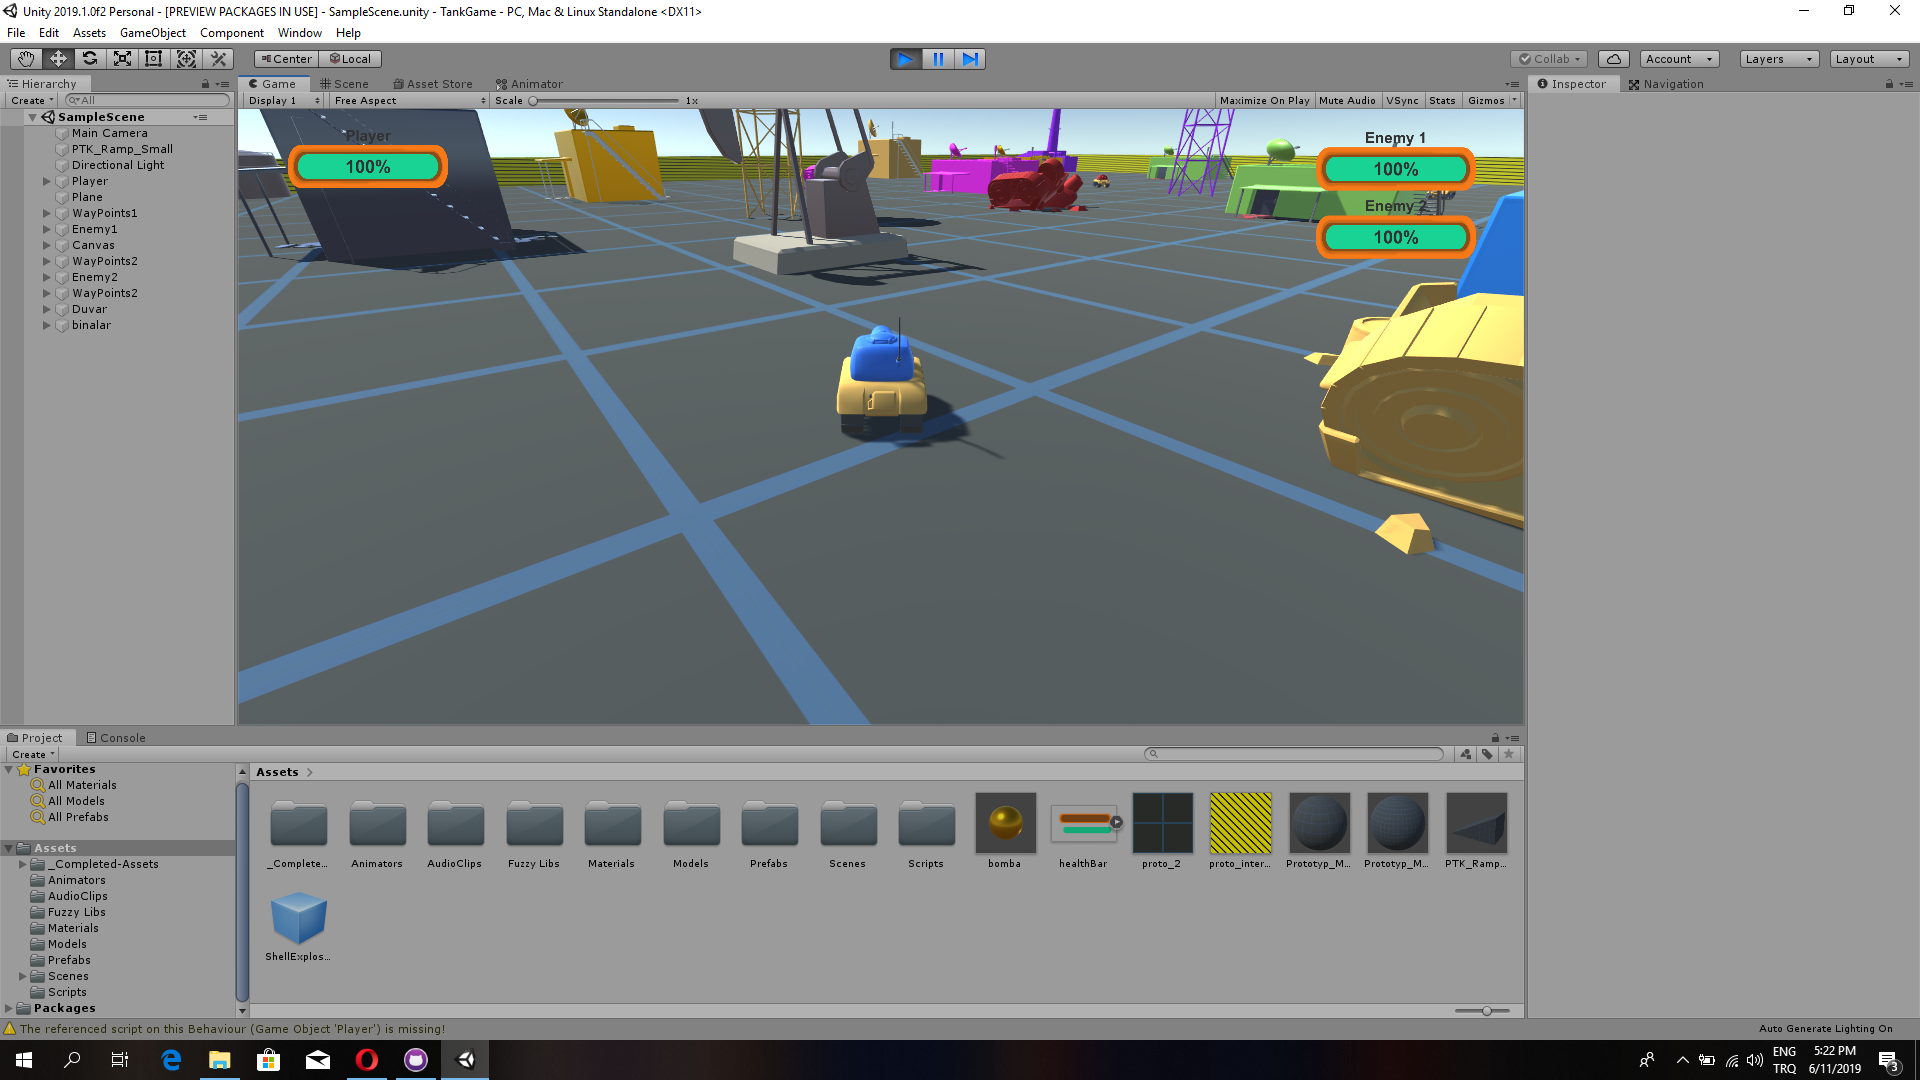 Unity 2019.1.0f2 Personal - [PREVIEW PACKAGES IN USE] - SampleScene.unity - TankGame - PC, Mac & Linux Standalone <DX11>
File Edit Assets GameObject Component Window Help
Center Local Collab Account Layers Layout
Hierarchy
Create All
SampleScene
Main Camera
PTK_Ramp_Small
Directional Light
Player
Plane
WayPoints1
Enemy1
Canvas
WayPoints2
Enemy2
WayPoints2
Duvar
binalar
Game Scene Asset Store Animator
Display 1 Free Aspect Scale 1x Maximize On Play Mute Audio VSync Stats Gizmos
Player
100%
Enemy 1
100%
Enemy 2
100%
Inspector Navigation
Project Console
Create
Favorites
All Materials
All Models
All Prefabs
Assets
_Completed-Assets
Animators
AudioClips
Fuzzy Libs
Materials
Models
Prefabs
Scenes
Scripts
Packages
Assets
_Complete... Animators AudioClips Fuzzy Libs Materials Models Prefabs Scenes Scripts bomba healthBar proto_2 proto_inter... Prototyp_M... Prototyp_M... PTK_Ramp...
ShellExplos...
The referenced script on this Behaviour (Game Object 'Player') is missing!
Auto Generate Lighting On
ENG
TRQ
5:22 PM
6/11/2019
3